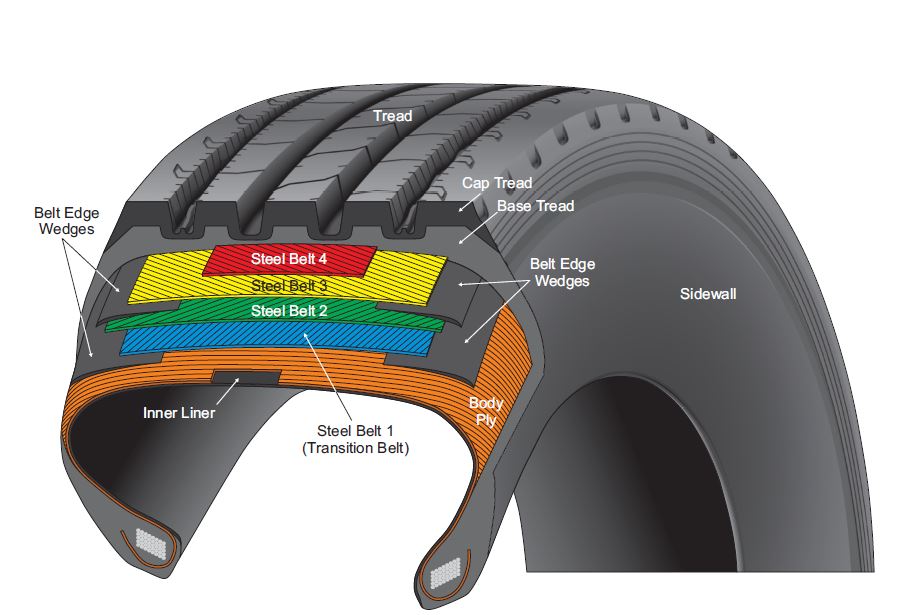 Tread
Cap Tread
Base Tread
Belt Edge
Wedges
Steel Belt 4
Belt Edge
Wedges
Steel Belt 3
Sidewall
Steel Belt 2
Body
Ply
Inner Liner
Steel Belt 1
(Transition Belt)